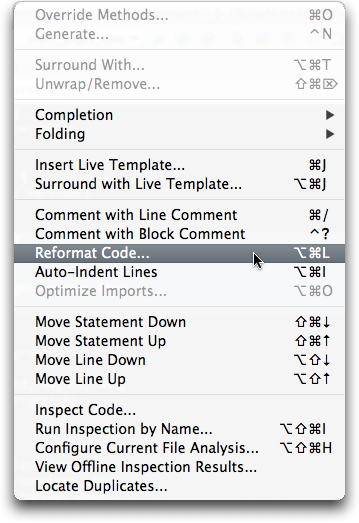 Override Methods... ⌘O
Generate... ^N
Surround With... ⌥⌘T
Unwrap/Remove... ⇧⌘⌦
Completion ▶
Folding ▶
Insert Live Template... ⌘J
Surround with Live Template... ⌥⌘J
Comment with Line Comment ⌘/
Comment with Block Comment ^?
Reformat Code... ⌥⌘L
Auto-Indent Lines ⌥⌘I
Optimize Imports... ⌥⌘O
Move Statement Down ⇧⌘↓
Move Statement Up ⇧⌘↑
Move Line Down ⌥⇧↓
Move Line Up ⌥⇧↑
Inspect Code...
Run Inspection by Name... ⌥⇧⌘I
Configure Current File Analysis... ⌥⇧⌘H
View Offline Inspection Results...
Locate Duplicates...